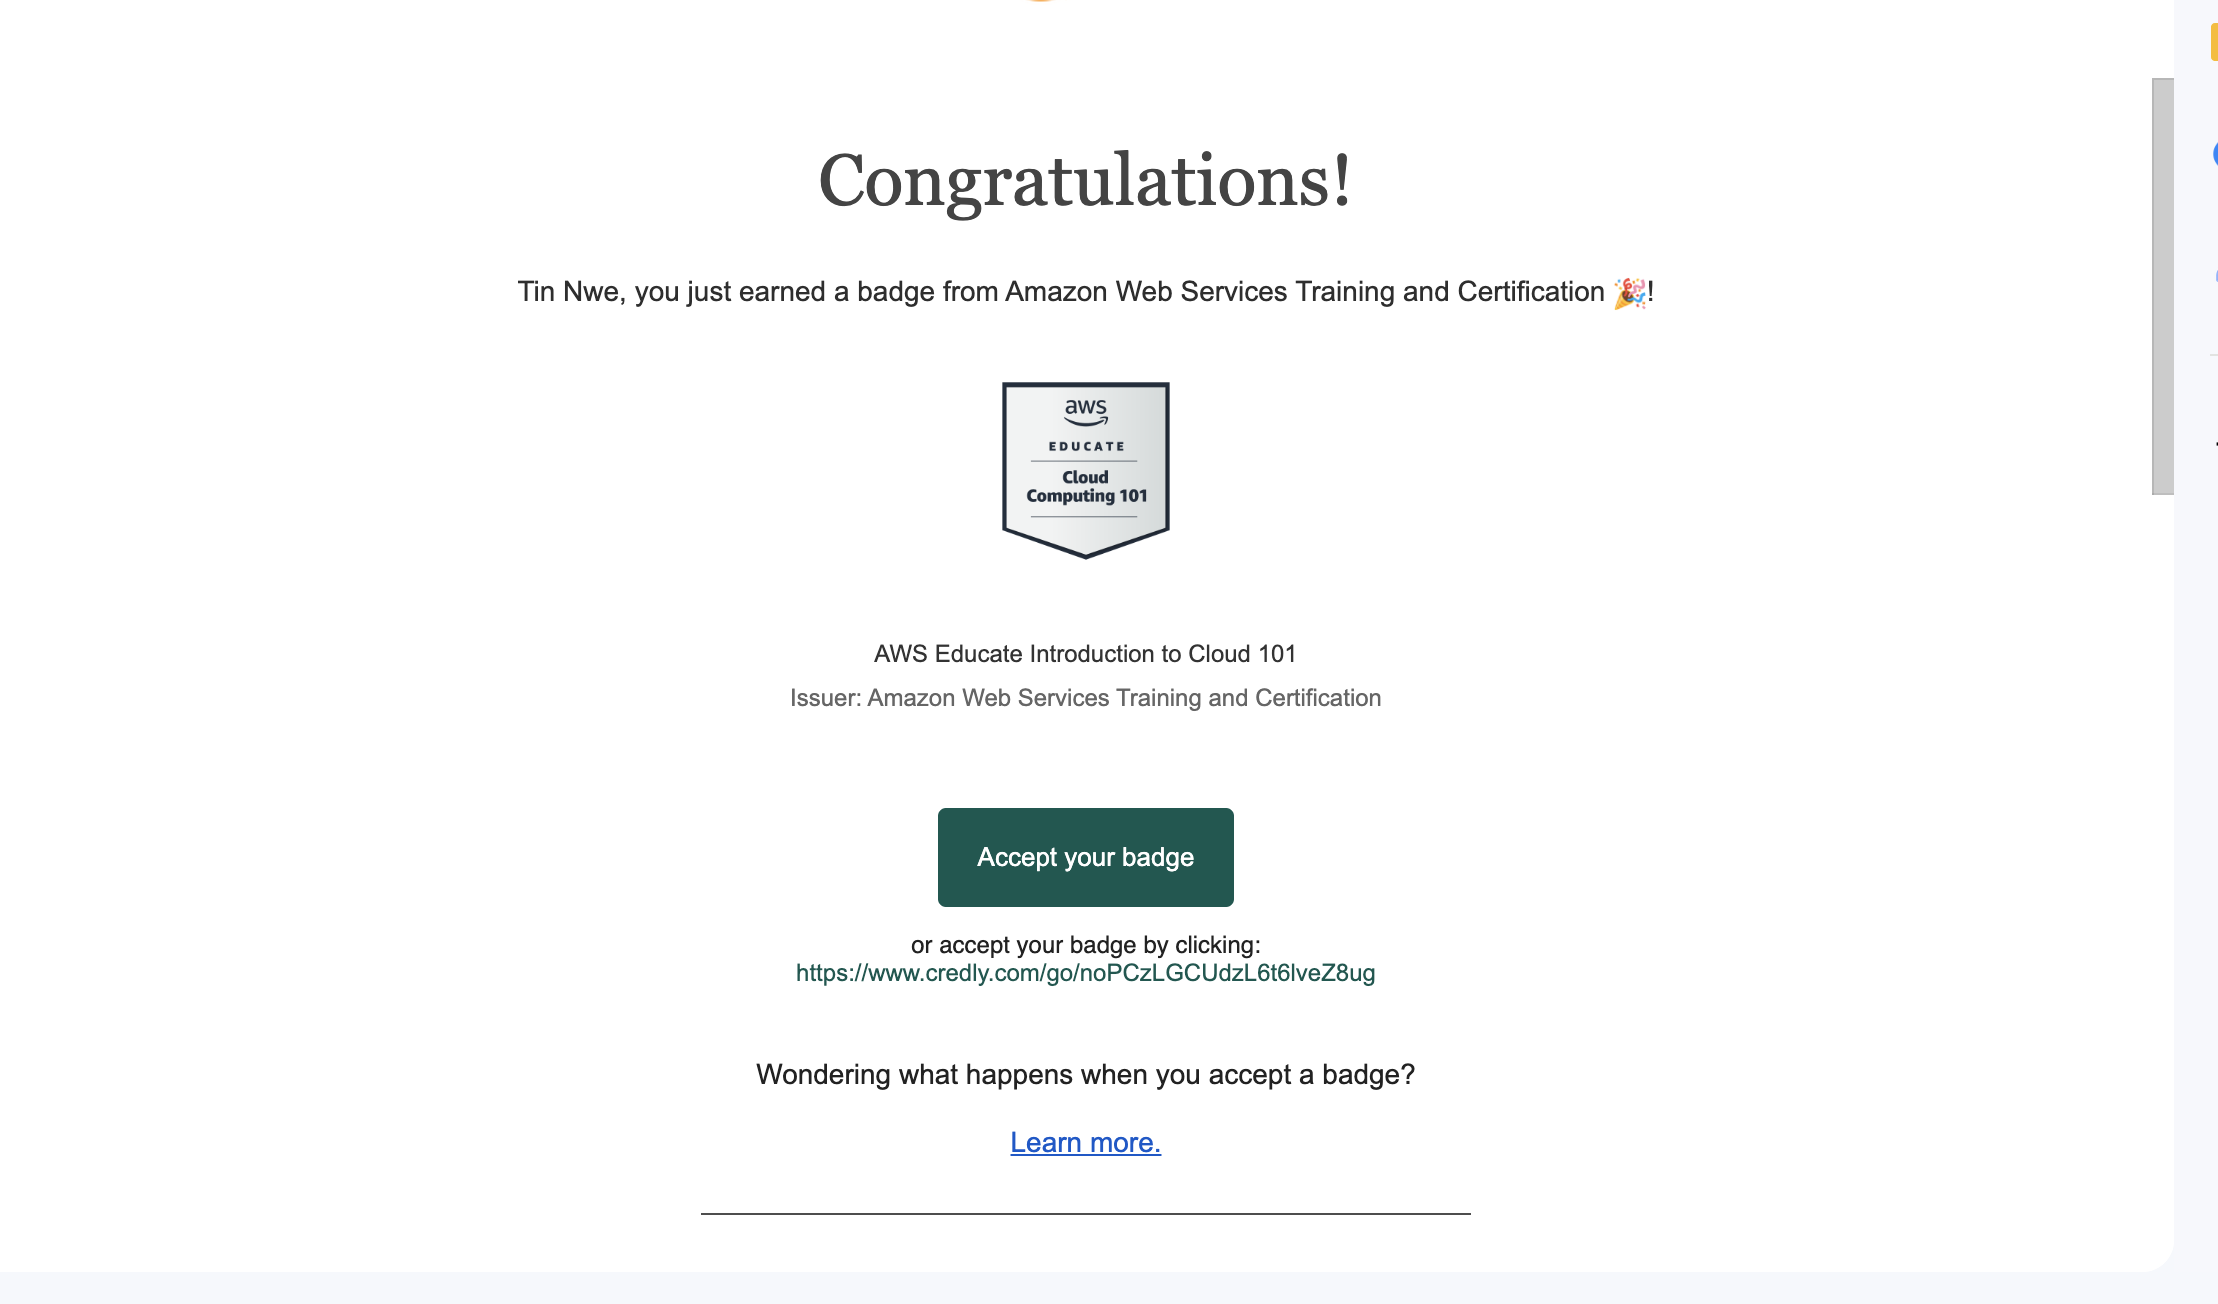 Congratulations!
Tin Nwe, you just earned a badge from Amazon Web Services Training and Certification 🎉!
aws
EDUCATE
Cloud
Computing 101
AWS Educate Introduction to Cloud 101
Issuer: Amazon Web Services Training and Certification
Accept your badge
or accept your badge by clicking:
https://www.credly.com/go/noPCzLGCUdzL6t6lveZ8ug
Wondering what happens when you accept a badge?
Learn more.